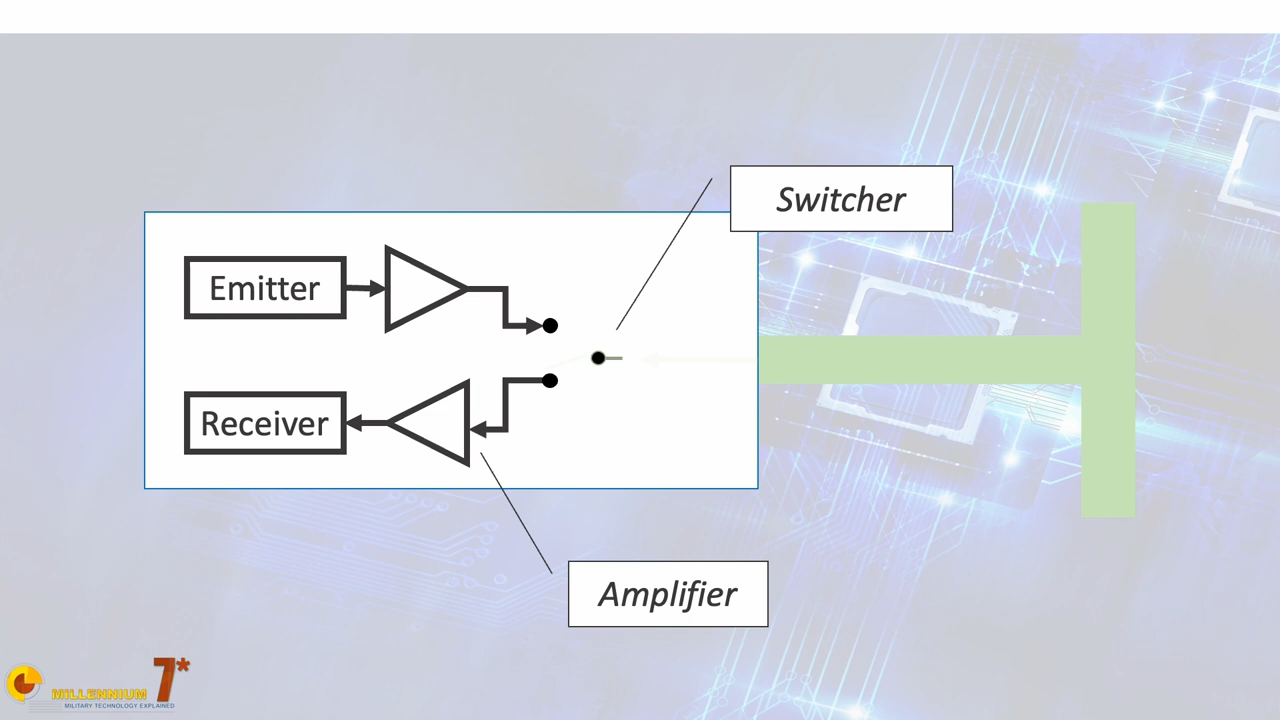 Switcher
Emitter
Receiver
Amplifier
MILLENNIUM 7*
MILITARY TECHNOLOGY EXPLAINED